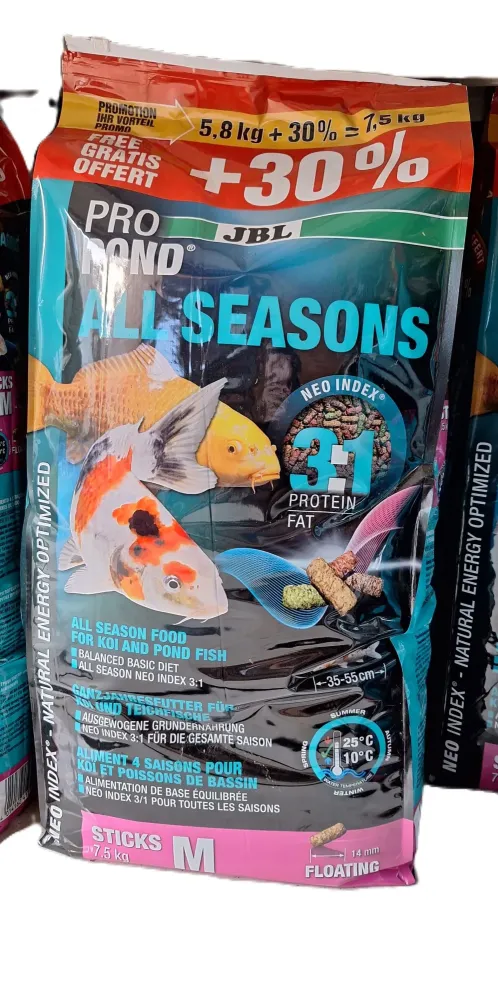 PROMOTION
IHR VORTEIL
PROMO
5,8 kg + 30% = 7,5 kg
FREE
GRATIS
OFFERT
+30%
PRO
POND®
JBL
ALL SEASONS
NEO INDEX®
3:1
PROTEIN
FAT
NEO INDEX® - NATURAL ENERGY OPTIMIZED
ALL SEASON FOOD
FOR KOI AND POND FISH
BALANCED BASIC DIET
ALL SEASON NEO INDEX 3:1
35-55cm
GANZJAHRESFUTTER FÜR
KOI UND TEICHFISCHE
AUSGEWOGENE GRUNDERNÄHRUNG
NEO INDEX 3:1 FÜR DIE GESAMTE SAISON
SUMMER
SPRING
AUTUMN
25°C
10°C
WATER TEMPERATURE
WINTER
ALIMENT 4 SAISONS POUR
KOÏ ET POISSONS DE BASSIN
ALIMENTATION DE BASE ÉQUILIBRÉE
NEO INDEX 3/1 POUR TOUTES LES SAISONS
STICKS
7,5 kg
M
14 mm
FLOATING
NEO INDEX® - NATURAL ENERGY OPTIMIZED
M